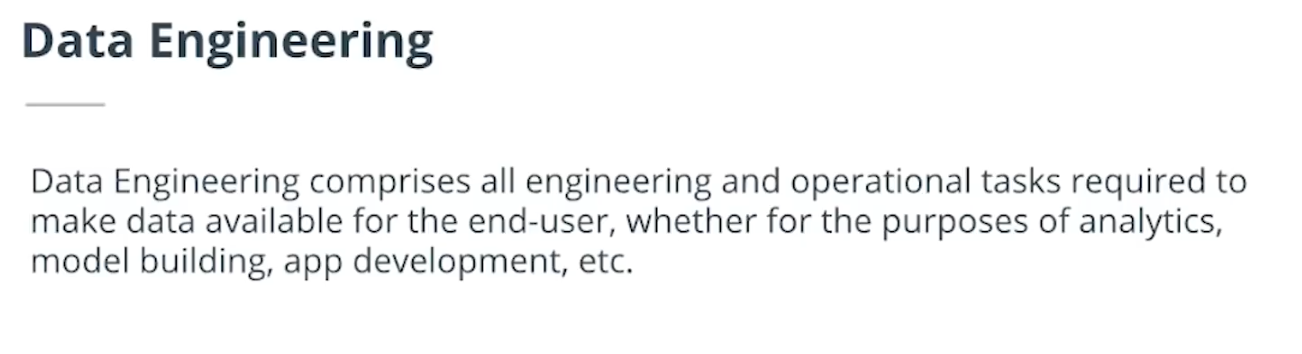 Data Engineering
Data Engineering comprises all engineering and operational tasks required to
make data available for the end-user, whether for the purposes of analytics,
model building, app development, etc.